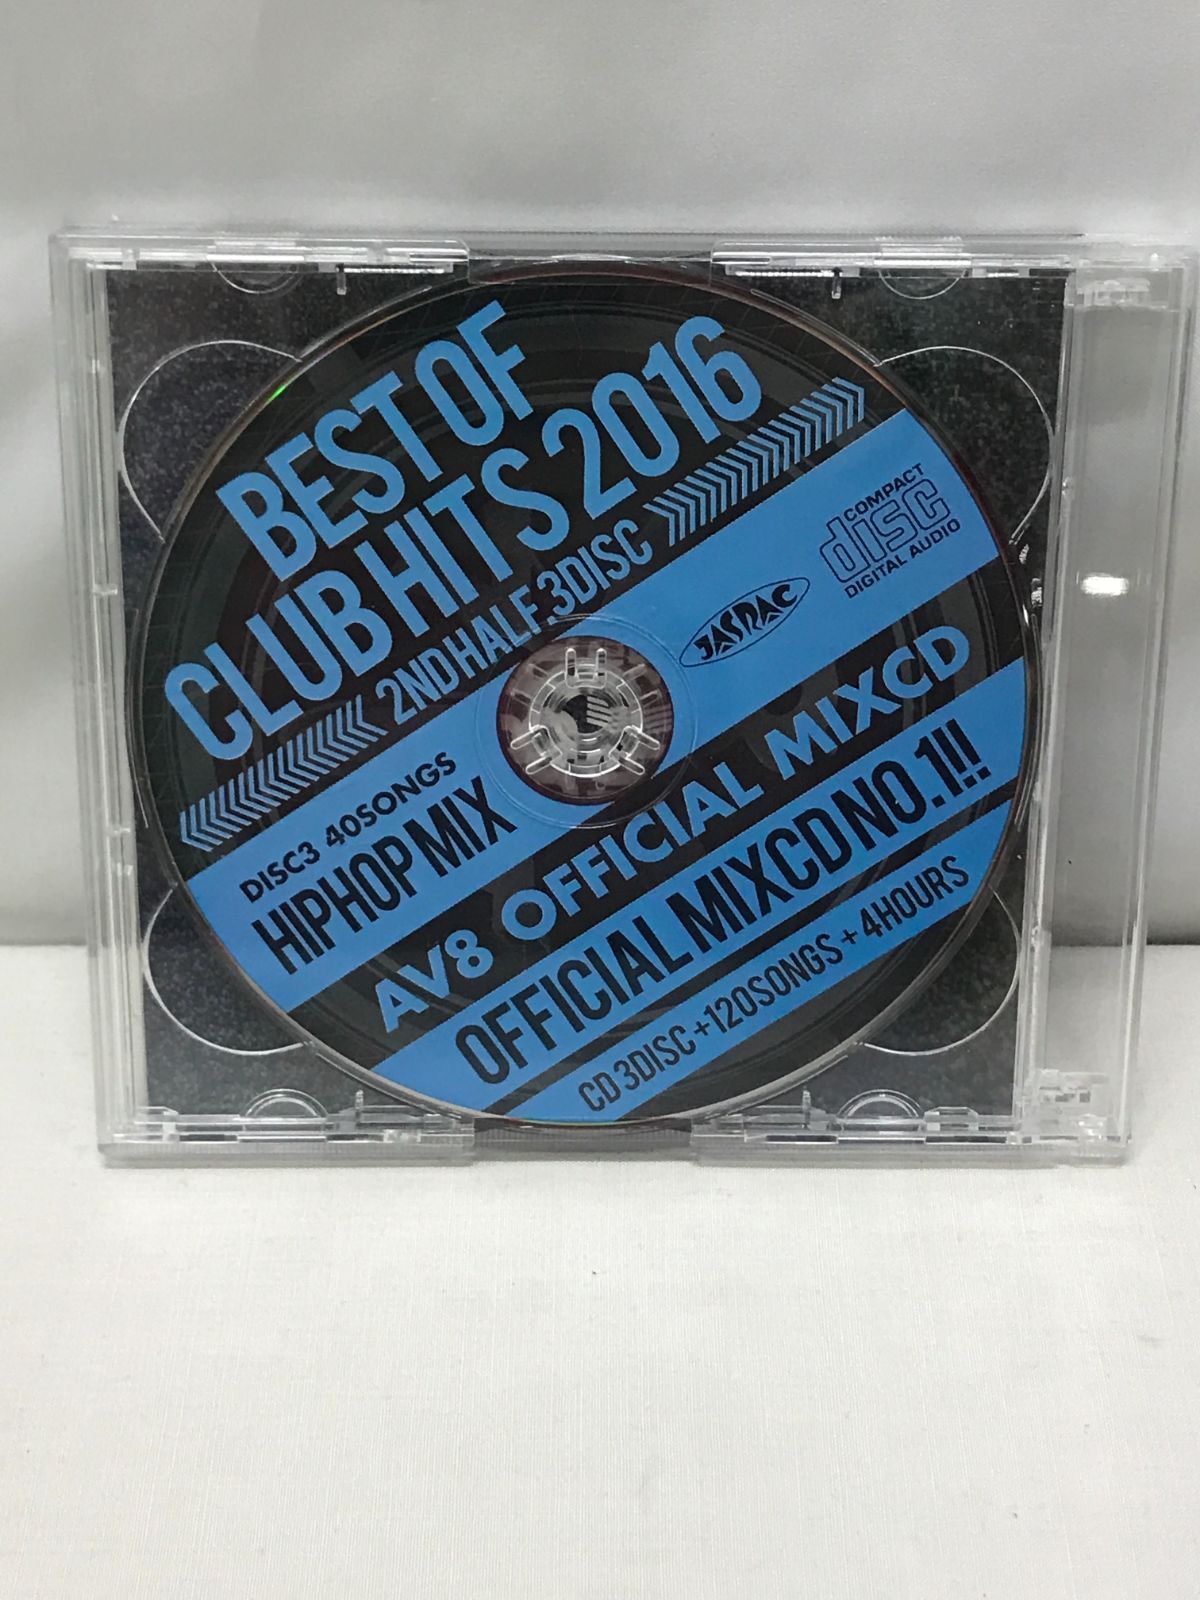 BEST OF
CLUB HITS 2016
2ND HALF.3DISC
COMPACT
disc
DIGITAL AUDIO
JASRAC
DISC3 40SONGS
HIPHOP MIX
AV8 OFFICIAL MIXCD
OFFICIAL MIXCD NO.1!!
CD 3DISC+120SONGS+4HOURS